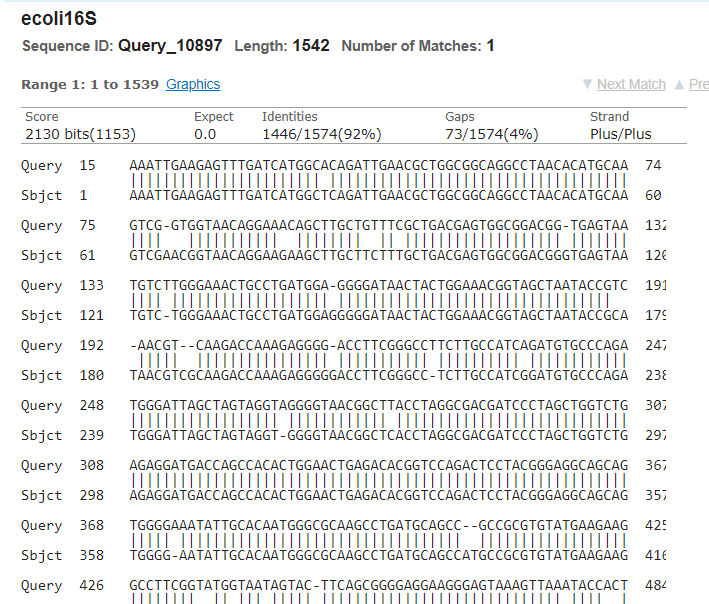 ecoli16S
Sequence ID: Query_10897 Length: 1542 Number of Matches: 1
Range 1: 1 to 1539 Graphics ▼ Next Match ▲ Pre
Score Expect Identities Gaps Strand
2130 bits(1153) 0.0 1446/1574(92%) 73/1574(4%) Plus/Plus
Query 15 AAATTGAAGAGTTTGATCATGGCACAGATTGAACGCTGGCGGCAGGCCTAACACATGCAA 74
Sbjct 1 AAATTGAAGAGTTTGATCATGGCTCAGATTGAACGCTGGCGGCAGGCCTAACACATGCAA 60
Query 75 GTCG-GTGGTAACAGGAAACAGCTTGCTGTTTCGCTGACGAGTGGCGGACGG-TGAGTAA 132
Sbjct 61 GTCGAACGGTAACAGGAAGAAGCTTGCTTCTTTGCTGACGAGTGGCGGACGGGTGAGTAA 120
Query 133 TGTCTTGGGAAACTGCCTGATGGA-GGGGATAACTACTGGAAACGGTAGCTAATACCGTC 191
Sbjct 121 TGTC-TGGGAAACTGCCTGATGGAGGGGGATAACTACTGGAAACGGTAGCTAATACCGCA 179
Query 192 -AACGT--CAAGACCAAAGAGGGG-ACCTTCGGGCCTTCTTGCCATCAGATGTGCCCAGA 247
Sbjct 180 TAACGTCGCAAGACCAAAGAGGGGGACCTTCGGGCC-TCTTGCCATCGGATGTGCCCAGA 238
Query 248 TGGGATTAGCTAGTAGGTAGGGGTAACGGCTTACCTAGGCGACGATCCCTAGCTGGTCTG 307
Sbjct 239 TGGGATTAGCTAGTAGGT-GGGGTAACGGCTCACCTAGGCGACGATCCCTAGCTGGTCTG 297
Query 308 AGAGGATGACCAGCCACACTGGAACTGAGACACGGTCCAGACTCCTACGGGAGGCAGCAG 367
Sbjct 298 AGAGGATGACCAGCCACACTGGAACTGAGACACGGTCCAGACTCCTACGGGAGGCAGCAG 357
Query 368 TGGGGAAATATTGCACAATGGGCGCAAGCCTGATGCAGCC--GCCGCGTGTATGAAGAAG 425
Sbjct 358 TGGGG-AATATTGCACAATGGGCGCAAGCCTGATGCAGCCATGCCGCGTGTATGAAGAAG 416
Query 426 GCCTTCGGTATGGTAATAGTAC-TTCAGCGGGGAGGAAGGGAGTAAAGTTAAATACCACT 484